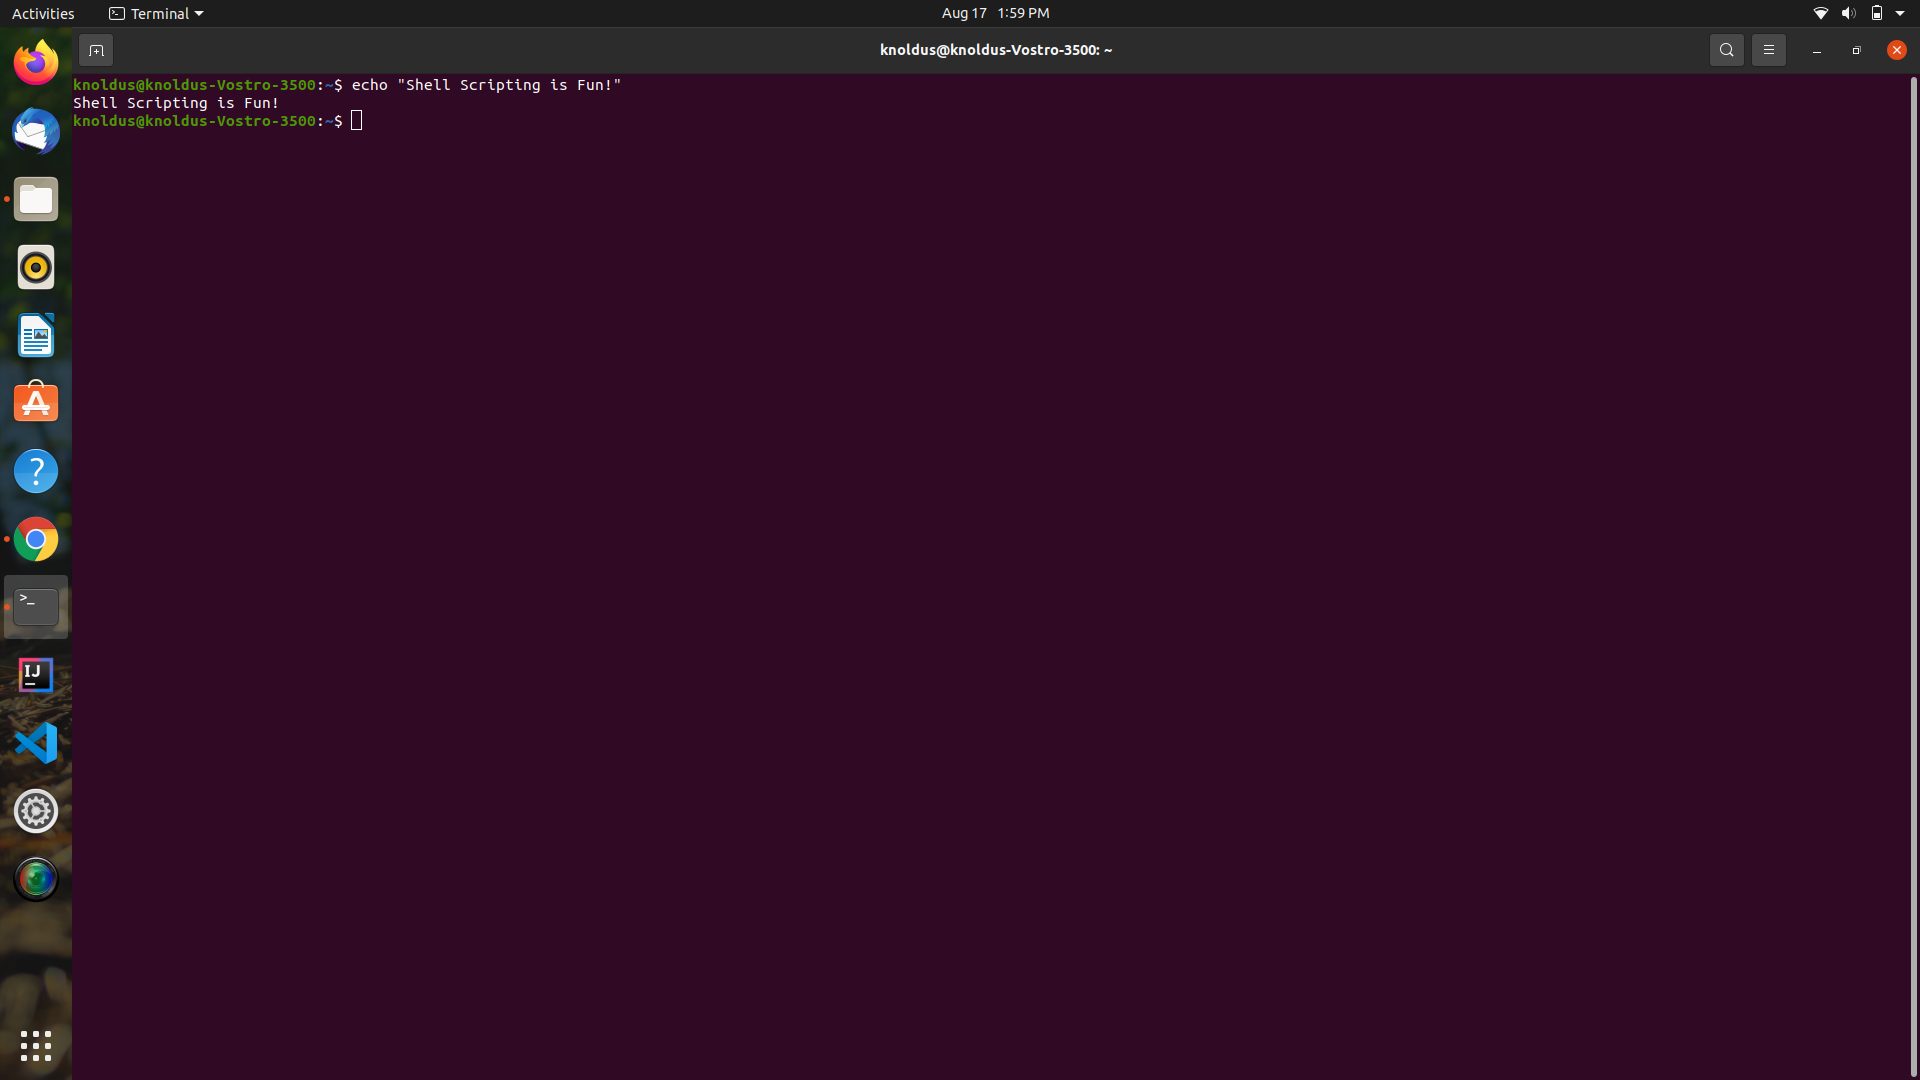 Activities Terminal Aug 17 1:59 PM
knoldus@knoldus-Vostro-3500: ~
knoldus@knoldus-Vostro-3500:~$ echo "Shell Scripting is Fun!"
Shell Scripting is Fun!
knoldus@knoldus-Vostro-3500:~$
?
>_
IJ